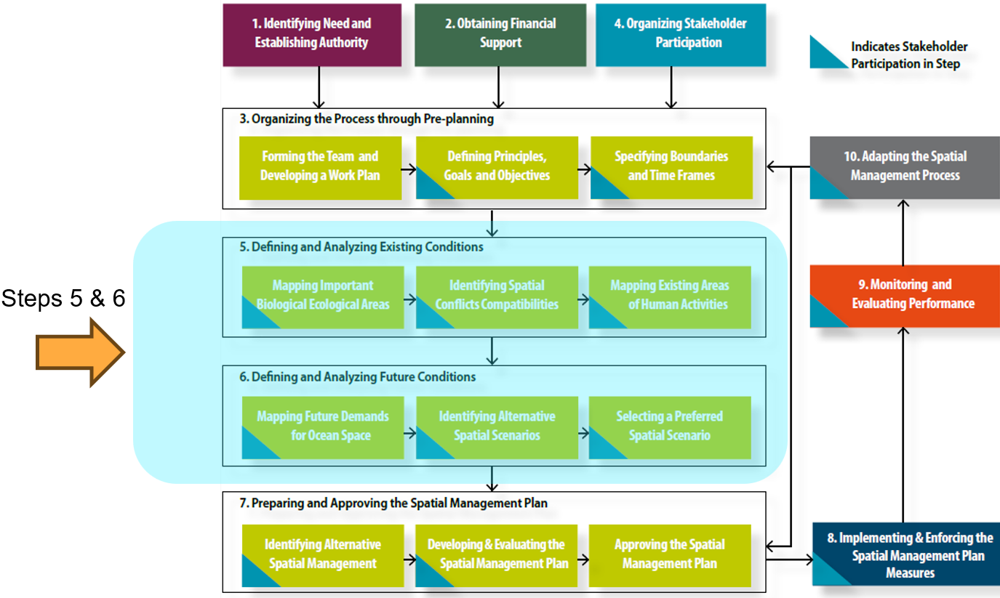 1. Identifying Need and
Establishing Authority
2. Obtaining Financial
Support
4. Organizing Stakeholder
Participation
Indicates Stakeholder
Participation in Step
3. Organizing the Process through Pre-planning
Forming the Team and
Developing a Work Plan
Defining Principles,
Goals and Objectives
Specifying Boundaries
and Time Frames
10. Adapting the Spatial
Management Process
5. Defining and Analyzing Existing Conditions
Mapping Important
Biological Ecological Areas
Identifying Spatial
Conflicts Compatibilities
Mapping Existing Areas
of Human Activities
9. Monitoring and
Evaluating Performance
Steps 5 & 6
6. Defining and Analyzing Future Conditions
Mapping Future Demands
for Ocean Space
Identifying Alternative
Spatial Scenarios
Selecting a Preferred
Spatial Scenario
7. Preparing and Approving the Spatial Management Plan
Identifying Alternative
Spatial Management
Developing & Evaluating the
Spatial Management Plan
Approving the Spatial
Management Plan
8. Implementing & Enforcing the
Spatial Management Plan
Measures